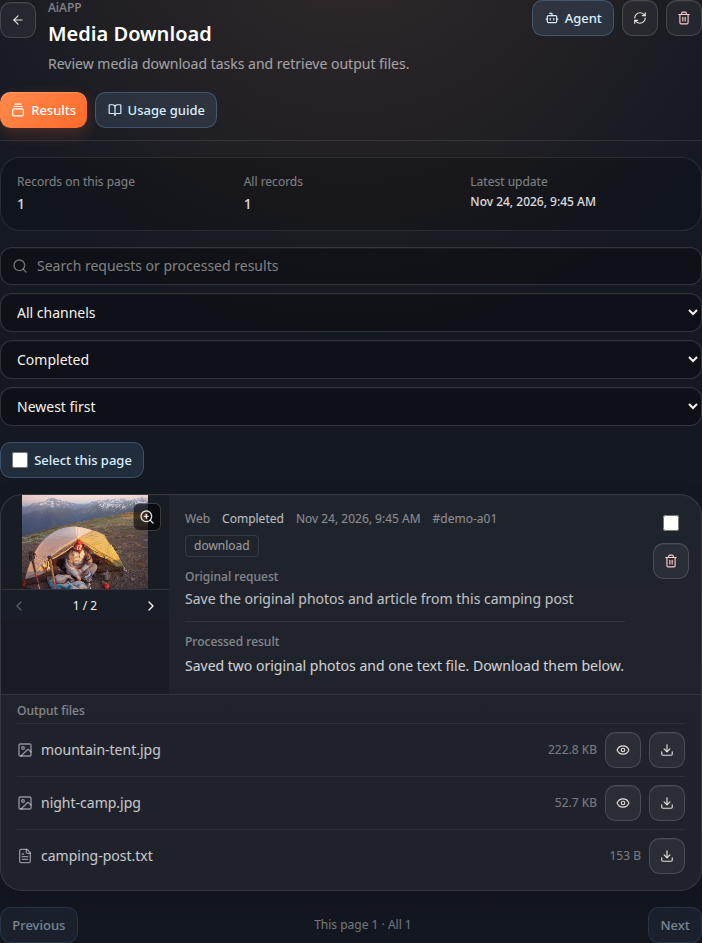 AiAPP
Media Download
Review media download tasks and retrieve output files.
Agent
Results
Usage guide
Records on this page
1
All records
1
Latest update
Nov 24, 2026, 9:45 AM
Search requests or processed results
All channels
Completed
Newest first
Select this page
Web Completed Nov 24, 2026, 9:45 AM #demo-a01
download
Original request
Save the original photos and article from this camping post
1 / 2
Processed result
Saved two original photos and one text file. Download them below.
Output files
mountain-tent.jpg 222.8 KB
night-camp.jpg 52.7 KB
camping-post.txt 153 B
Previous
This page 1 · All 1
Next